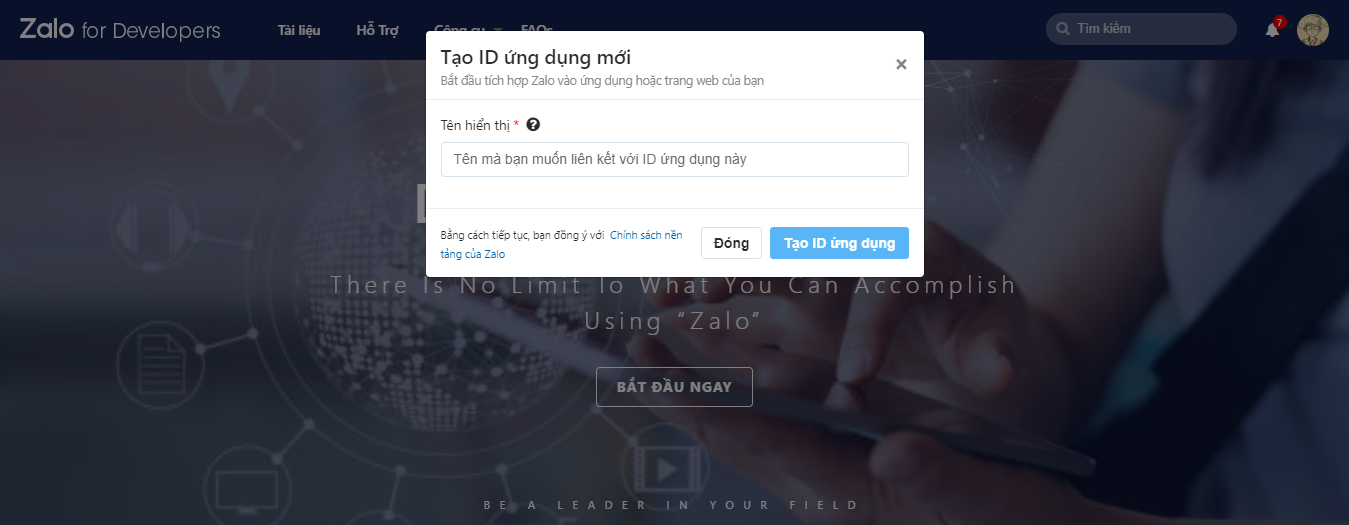 Zalo for Developers
Tài liệu
Hỗ Trợ
Công cụ
FAQs
Tìm kiếm
7
Tạo ID ứng dụng mới
×
Bắt đầu tích hợp Zalo vào ứng dụng hoặc trang web của bạn
Tên hiển thị * ?
Tên mà bạn muốn liên kết với ID ứng dụng này
Bằng cách tiếp tục, bạn đồng ý với Chính sách nền
tảng của Zalo
Đóng
Tạo ID ứng dụng
There Is No Limit To What You Can Accomplish
Using “Zalo”
BẮT ĐẦU NGAY
BE A LEADER IN YOUR FIELD